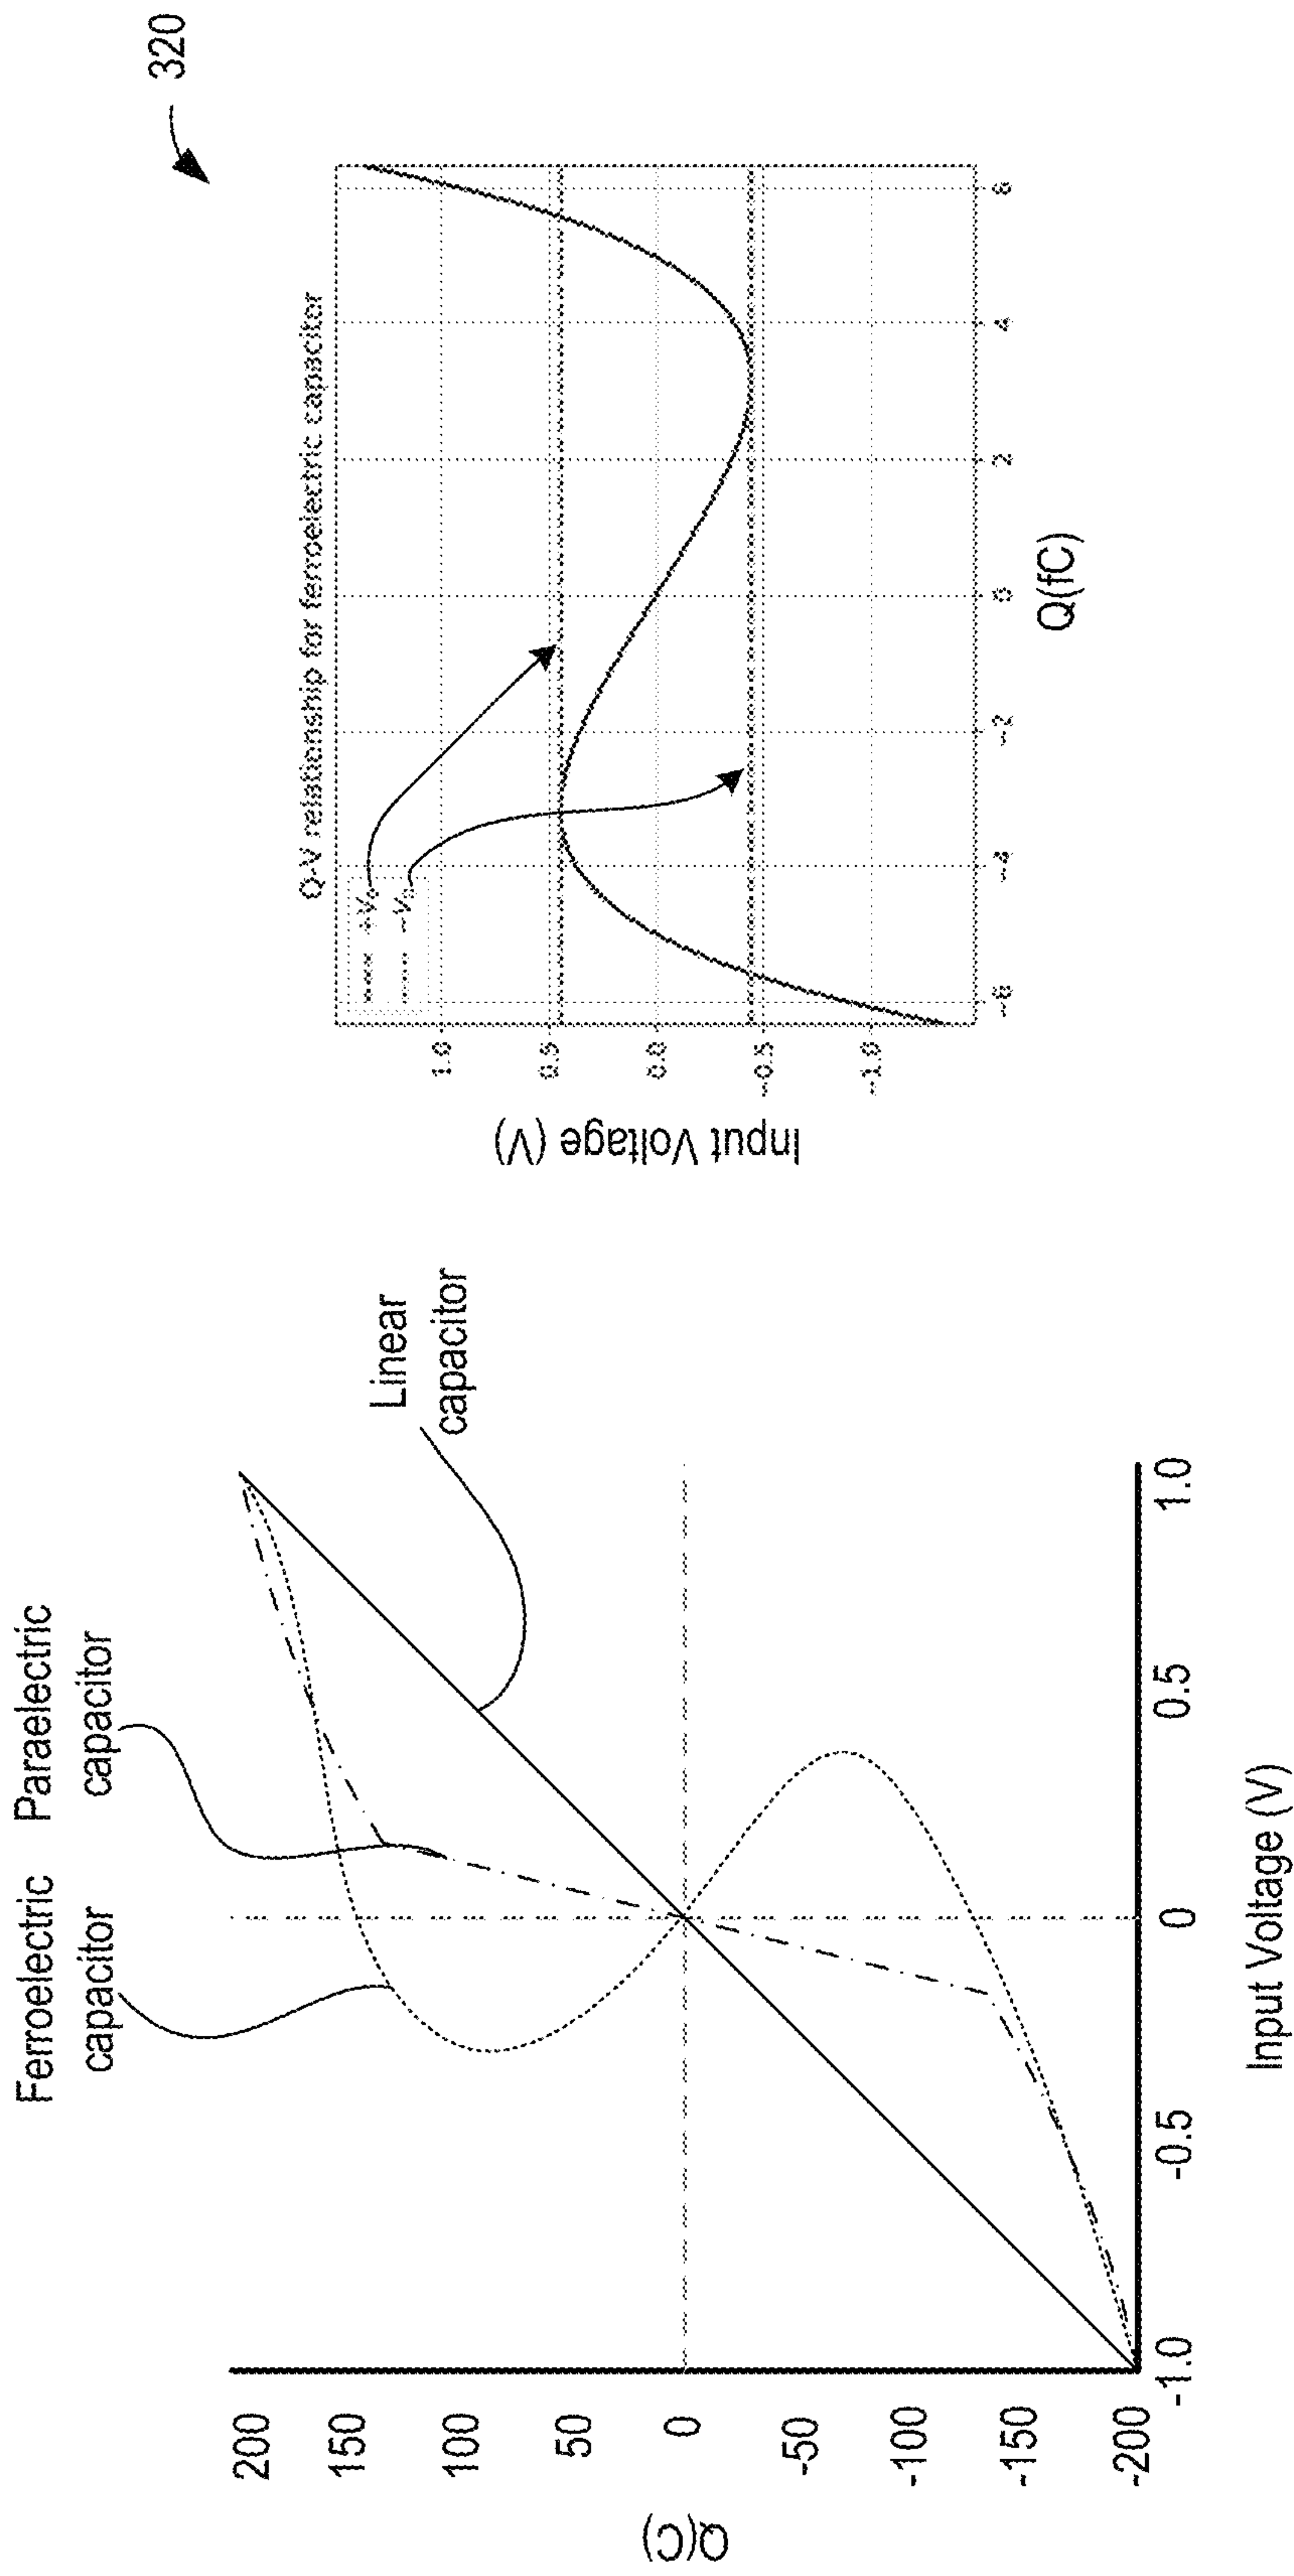 320
Ferroelectric
capacitor
Paraelectric
capacitor
Linear
capacitor
Q(C)
200
150
100
50
0
-50
-100
-150
-200
-1.0
-0.5
0
0.5
1.0
Input Voltage (V)
Q-V relationship for ferroelectric capacitor
+V₀
-V₀
Input Voltage (V)
1.0
0.5
0.0
-0.5
-1.0
-6
-4
-2
0
2
4
6
Q(fC)